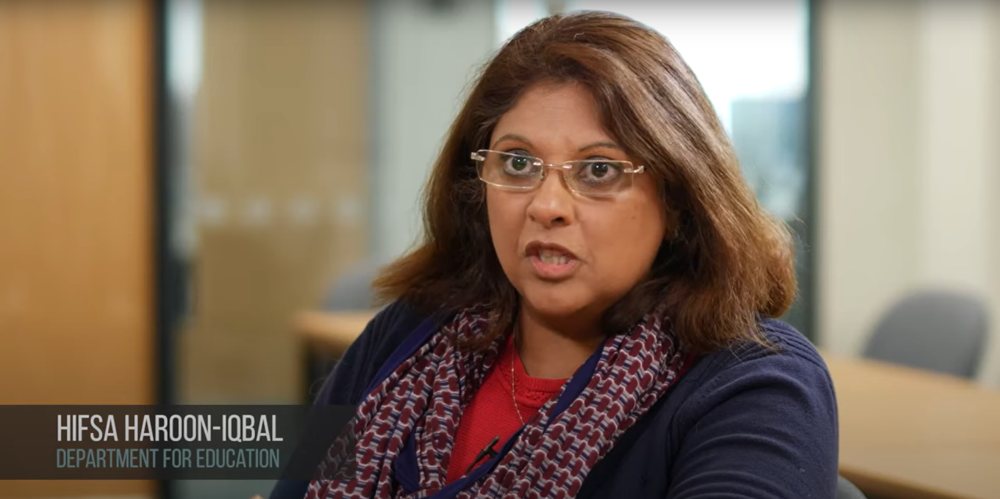 HIFSA HAROON-IQBAL
DEPARTMENT FOR EDUCATION